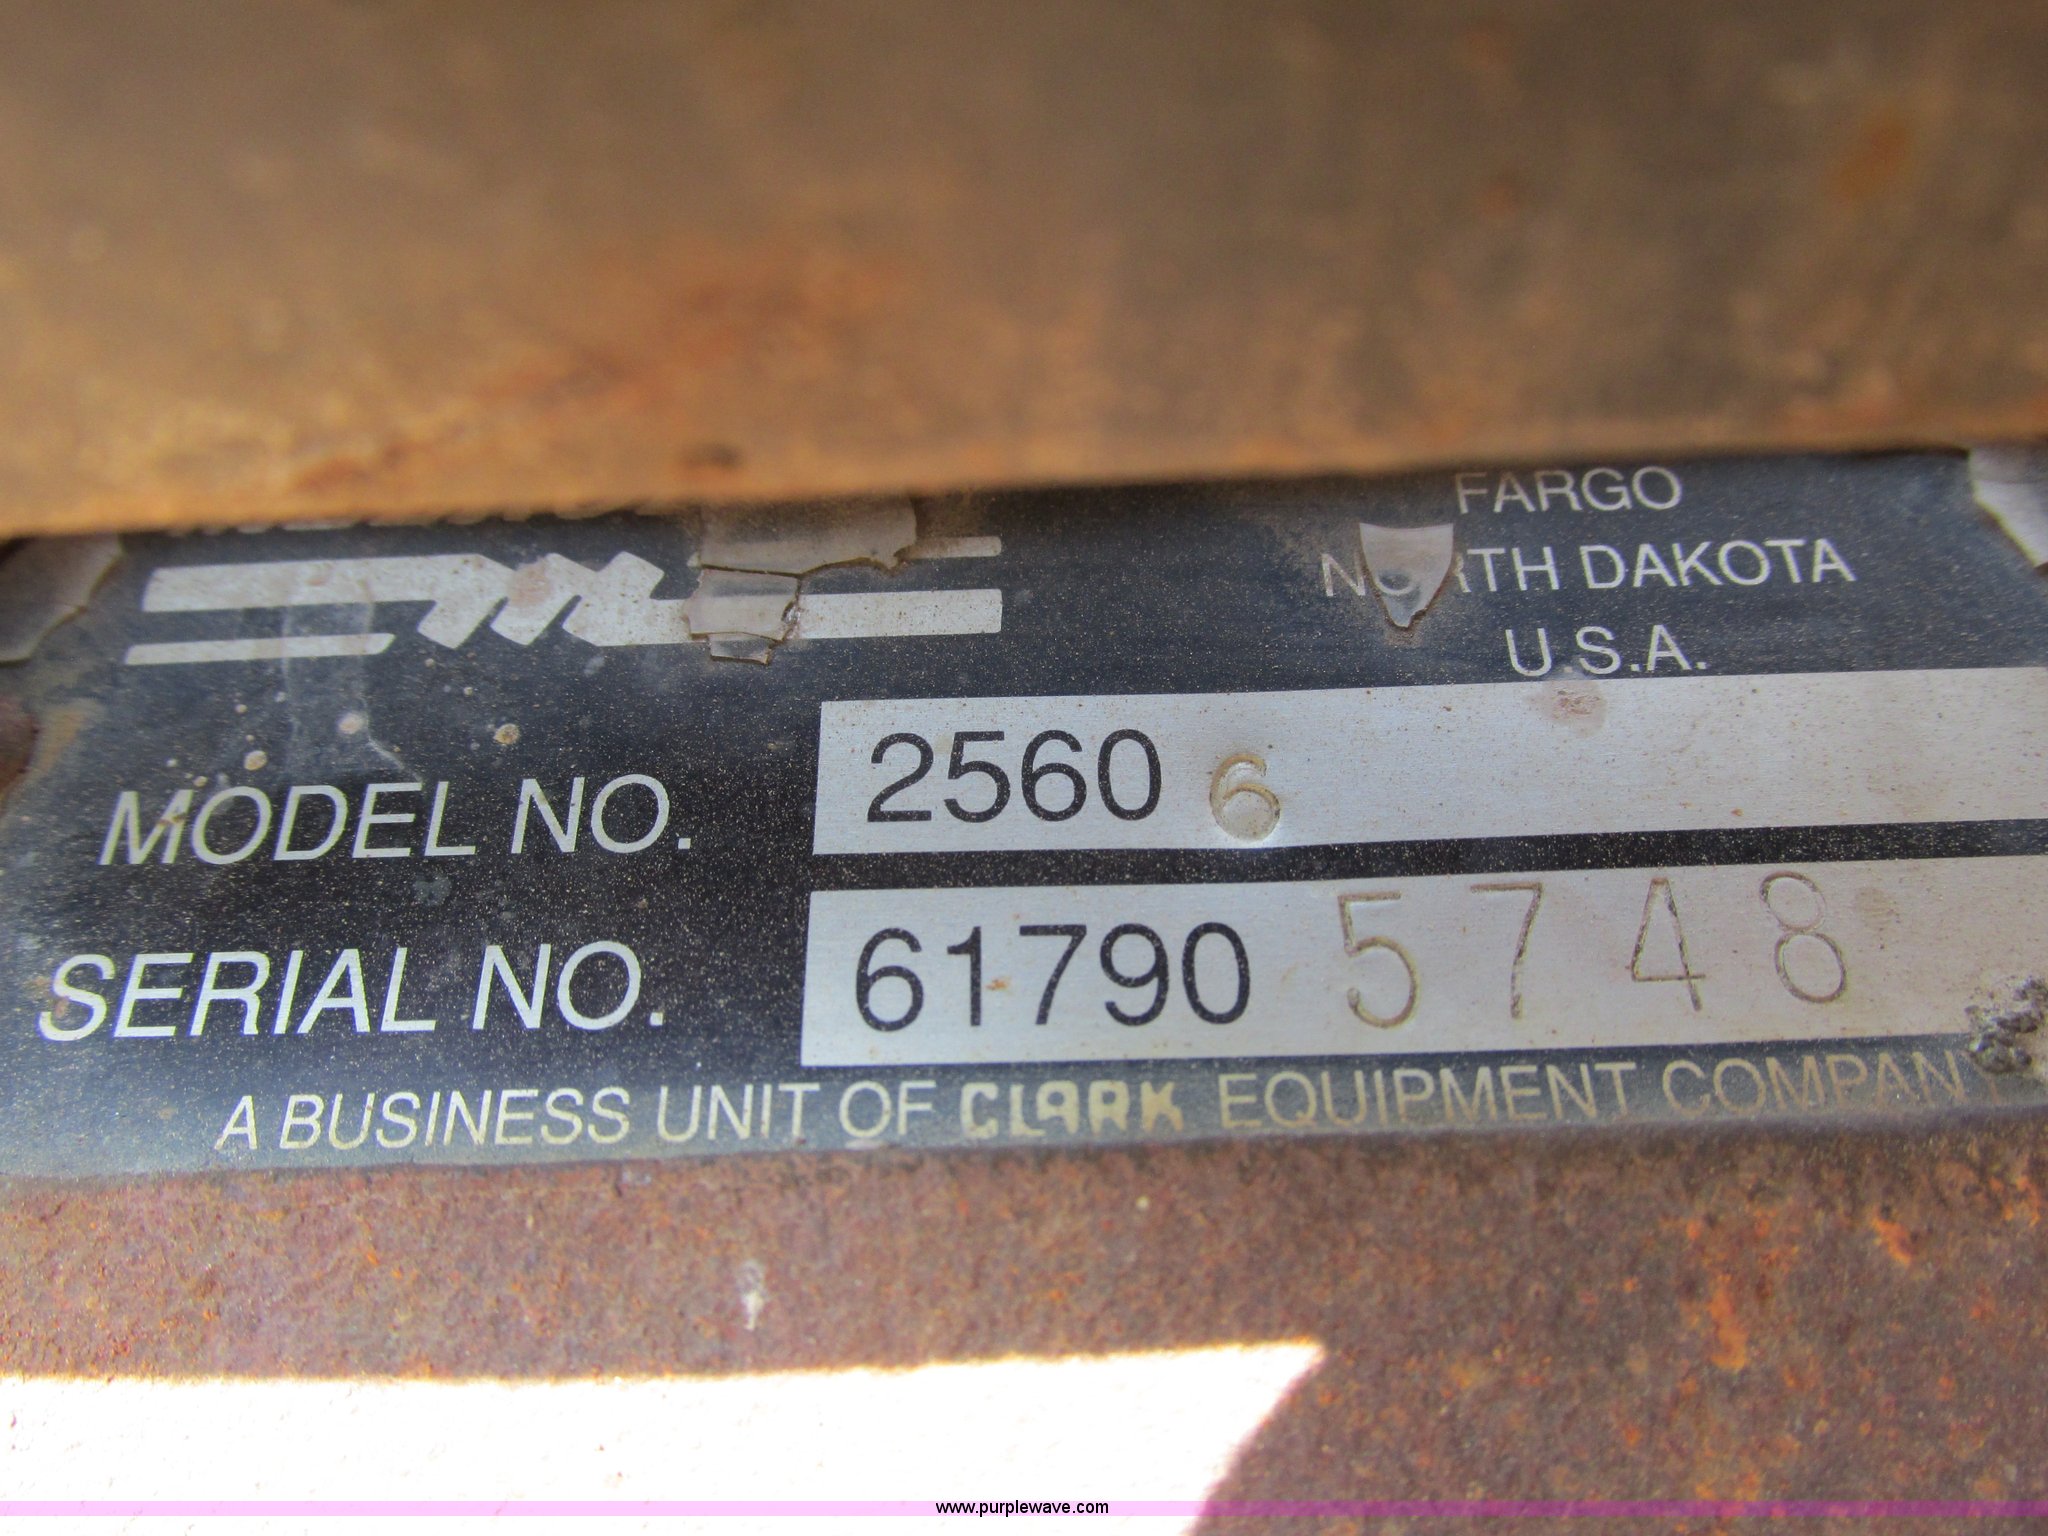 FARGO
NORTH DAKOTA
U.S.A.
MODEL NO. 2560 6
SERIAL NO. 61790 5748
A BUSINESS UNIT OF CLARK EQUIPMENT COMPANY
www.purplewave.com